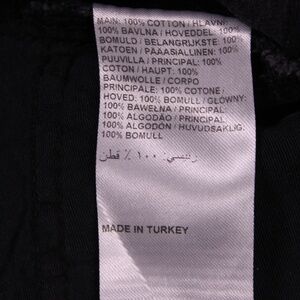 MAIN: 100% COTTON / HLAVNÍ:
100% BAVLNA / HOVEDDEL: 100%
BOMULD / BELANGRIJKSTE: 100%
KATOEN / PÄÄASIALLINEN: 100%
PUUVILLA / PRINCIPAL: 100%
COTON / HAUPT: 100%
BAUMWOLLE / CORPO
PRINCIPALE: 100% COTONE /
HOVED: 100% BOMULL / GŁÓWNY:
100% BAWEŁNA / PRINCIPAL:
100% ALGODÃO / PRINCIPAL:
100% ALGODÓN / HUVUDSAKLIG:
100% BOMULL
رئيسي: ١٠٠ ٪ قطن
MADE IN TURKEY